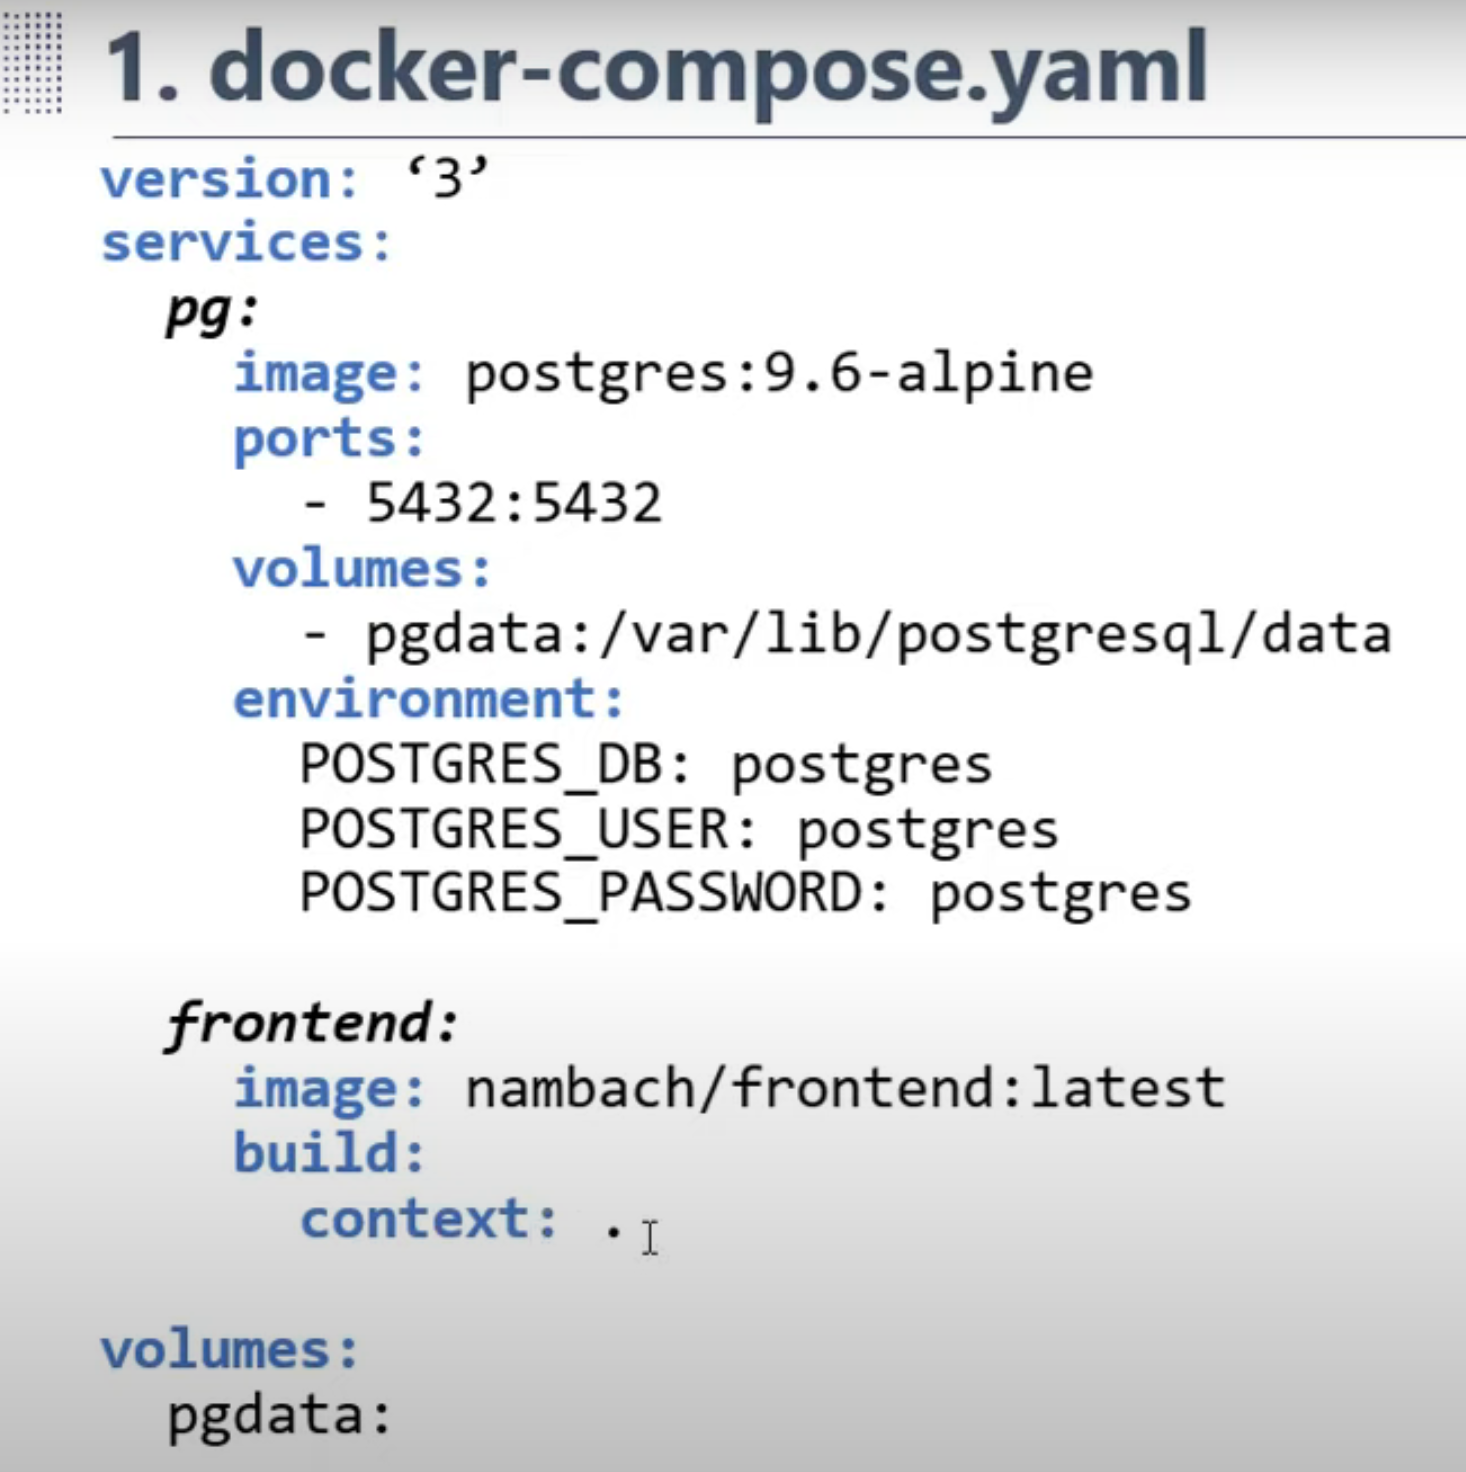 1. docker-compose.yaml
version: ‘3’
services:
  pg:
    image: postgres:9.6-alpine
    ports:
      - 5432:5432
    volumes:
      - pgdata:/var/lib/postgresql/data
    environment:
      POSTGRES_DB: postgres
      POSTGRES_USER: postgres
      POSTGRES_PASSWORD: postgres
  frontend:
    image: nambach/frontend:latest
    build:
      context: .
volumes:
  pgdata: